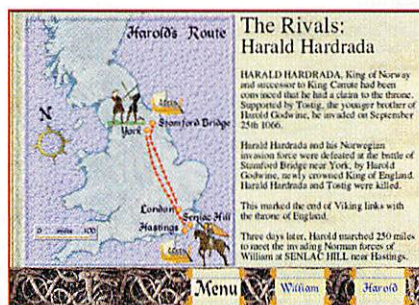 Harold's Route
N
York
Stamford Bridge
London
Senlac Hill
Hastings
0 miles 100
The Rivals:
Harald Hardrada
HARALD HARDRADA, King of Norway
and successor to King Canute had been
convinced that he had a claim to the throne.
Supported by Tostig, the younger brother of
Harold Godwine, he invaded on September
25th 1066.
Harald Hardrada and his Norwegian
invasion force were defeated at the battle of
Stamford Bridge near York, by Harold
Godwine, newly crowned King of England.
Harald Hardrada and Tostig were killed.
This marked the end of Viking links with
the throne of England.
Three days later, Harold marched 250 miles
to meet the invading Norman forces of
William at SENLAC HILL near Hastings.
Menu
William
Harold